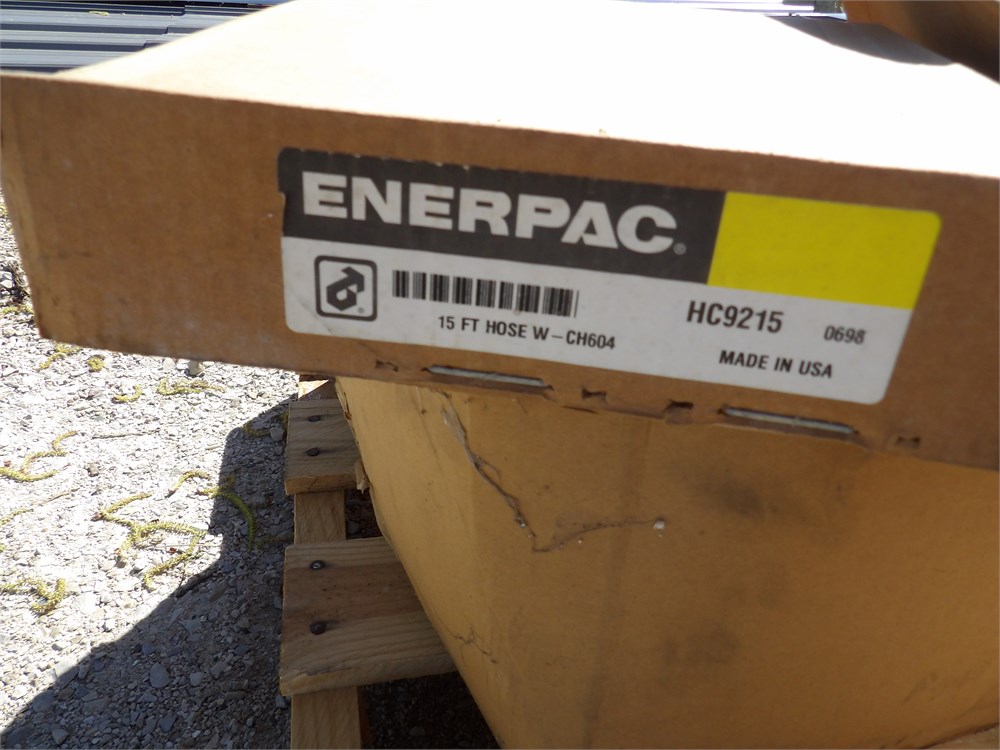 ENERPAC®
HC9215 0698
15 FT HOSE W-CH604
MADE IN USA